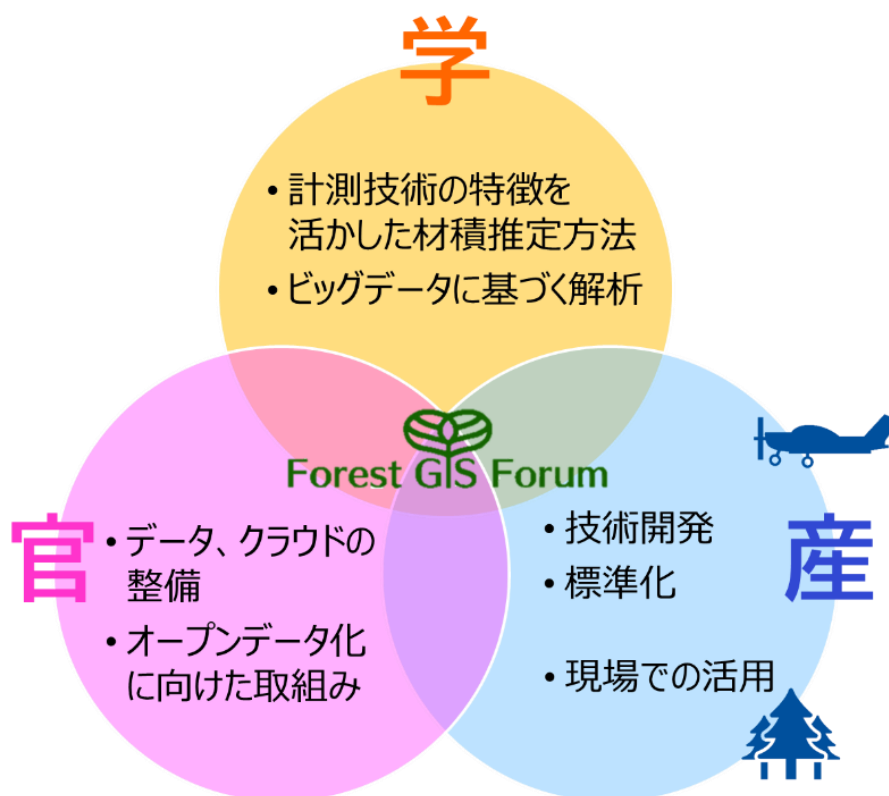 学
• 計測技術の特徴を
活かした材積推定方法
• ビッグデータに基づく解析
Forest GIS Forum
官
• データ、クラウドの
整備
• オープンデータ化
に向けた取組み
産
• 技術開発
• 標準化
• 現場での活用